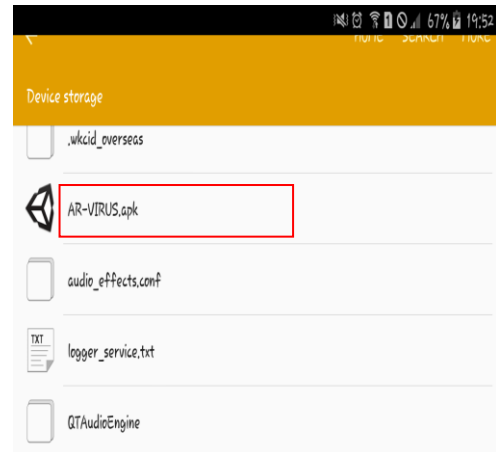 67% 19:52
HOME SEARCH MORE
Device storage
.wkcid_overseas
AR-VIRUS.apk
audio_effects.conf
TXT
logger_service.txt
QTAudioEngine